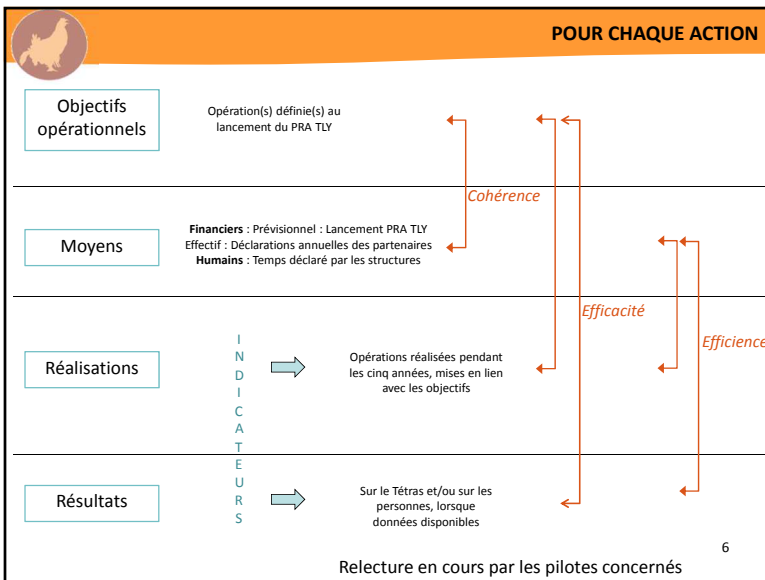 POUR CHAQUE ACTION
Objectifs
opérationnels
Opération(s) définie(s) au
lancement du PRA TLY
Cohérence
Moyens
Financiers : Prévisionnel : Lancement PRA TLY
Effectif : Déclarations annuelles des partenaires
Humains : Temps déclaré par les structures
Efficacité
Efficience
Réalisations
INDICATEURS
Opérations réalisées pendant
les cinq années, mises en lien
avec les objectifs
Résultats
Sur le Tétras et/ou sur les
personnes, lorsque
données disponibles
6
Relecture en cours par les pilotes concernés